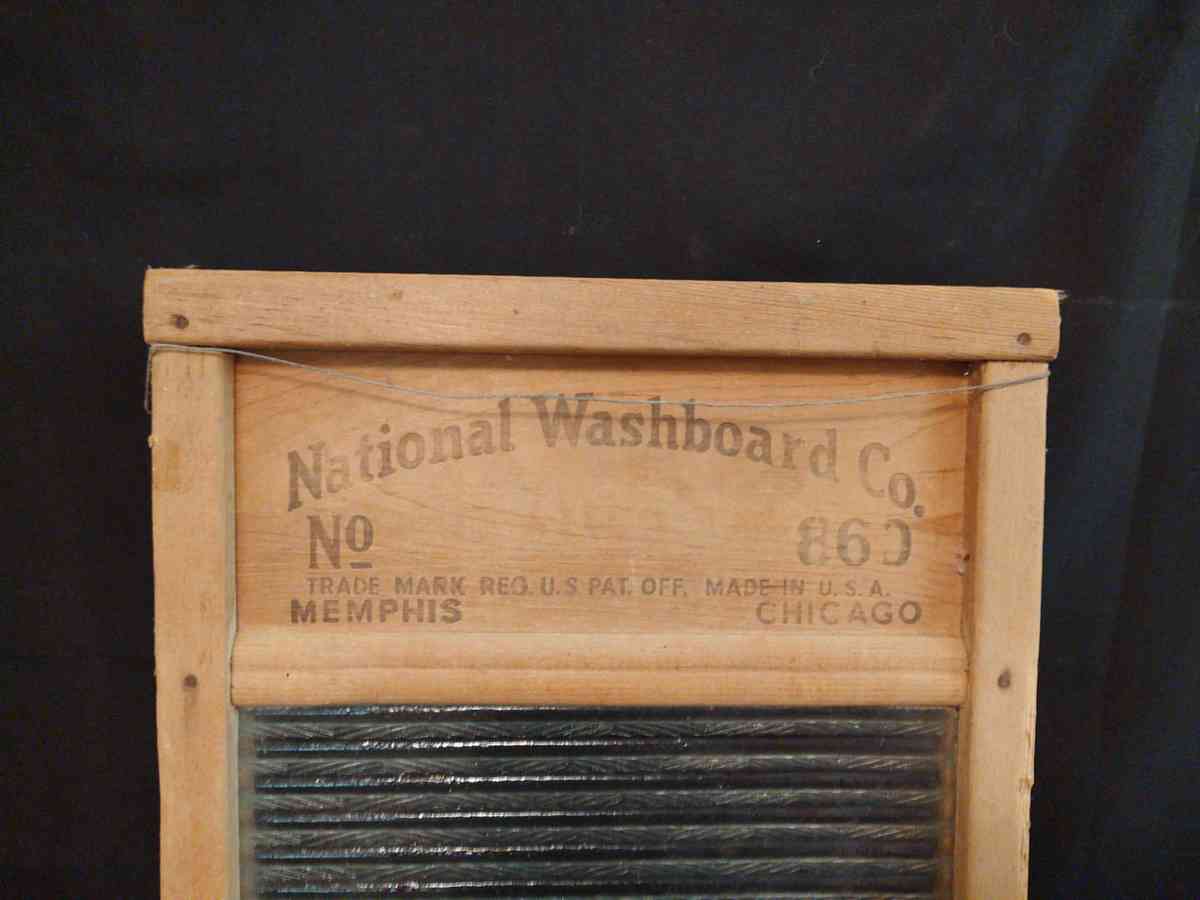 National Washboard Co.
No 860
TRADE MARK REG. U.S PAT. OFF. MADE IN U.S.A.
MEMPHIS CHICAGO